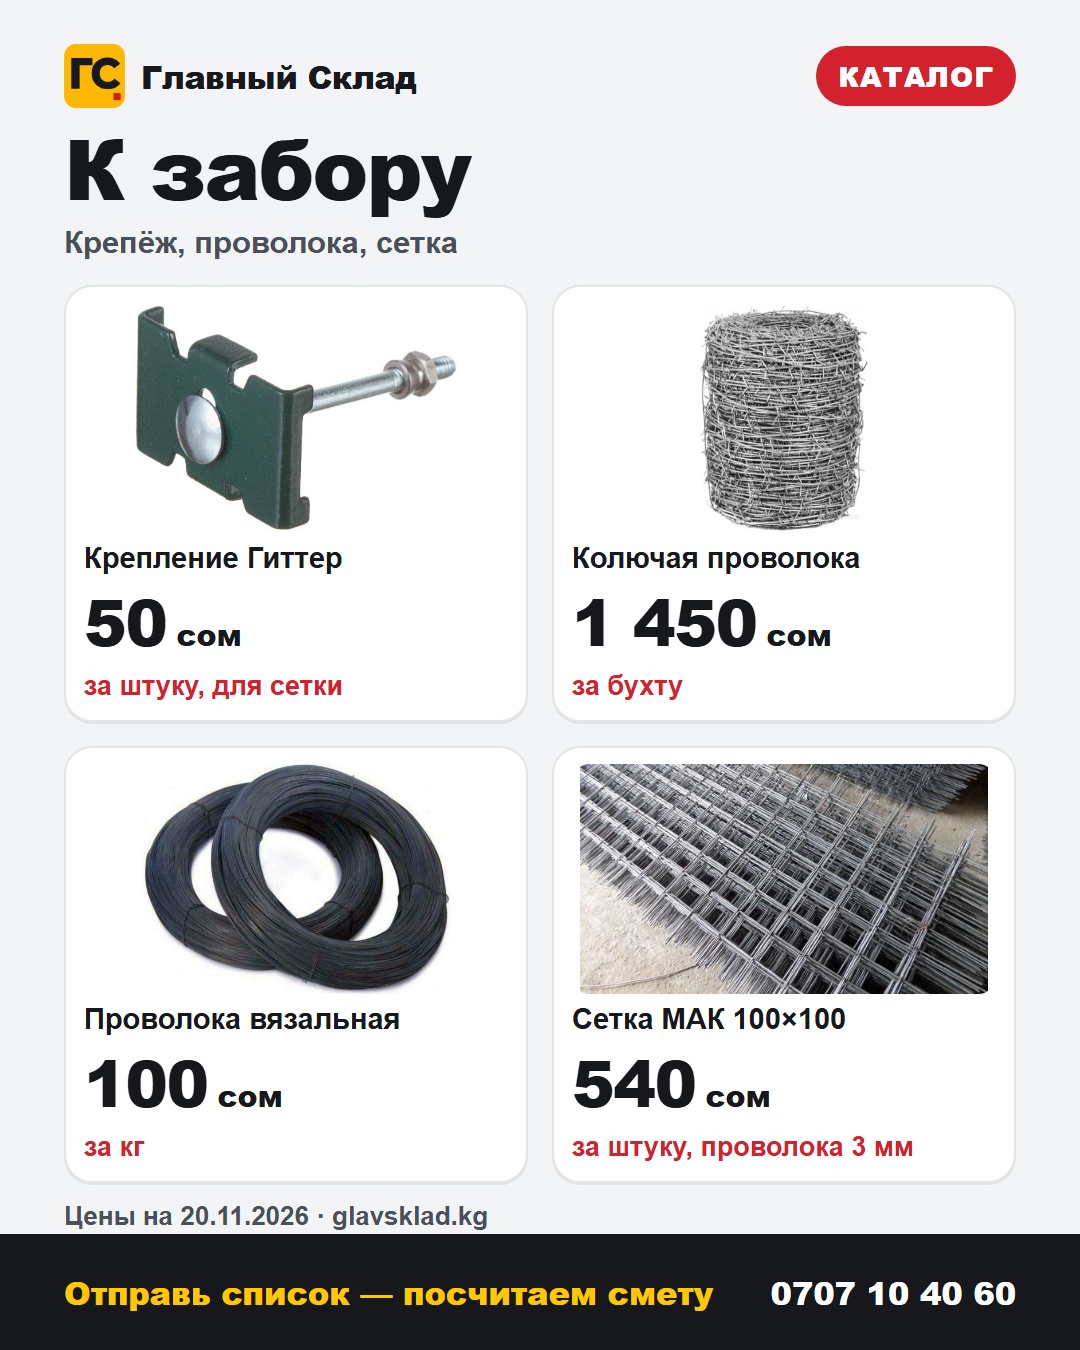 ГС
Главный Склад
КАТАЛОГ
К забору
Крепёж, проволока, сетка
Крепление Гиттер
50 сом
за штуку, для сетки
Колючая проволока
1 450 сом
за бухту
Проволока вязальная
100 сом
за кг
Сетка МАК 100×100
540 сом
за штуку, проволока 3 мм
Цены на 20.11.2026 · glavsklad.kg
Отправь список — посчитаем смету
0707 10 40 60